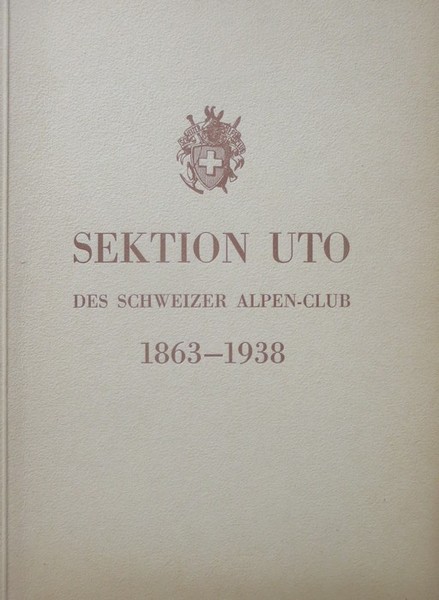 SEKTION UTO
DES SCHWEIZER ALPEN-CLUB
1863–1938